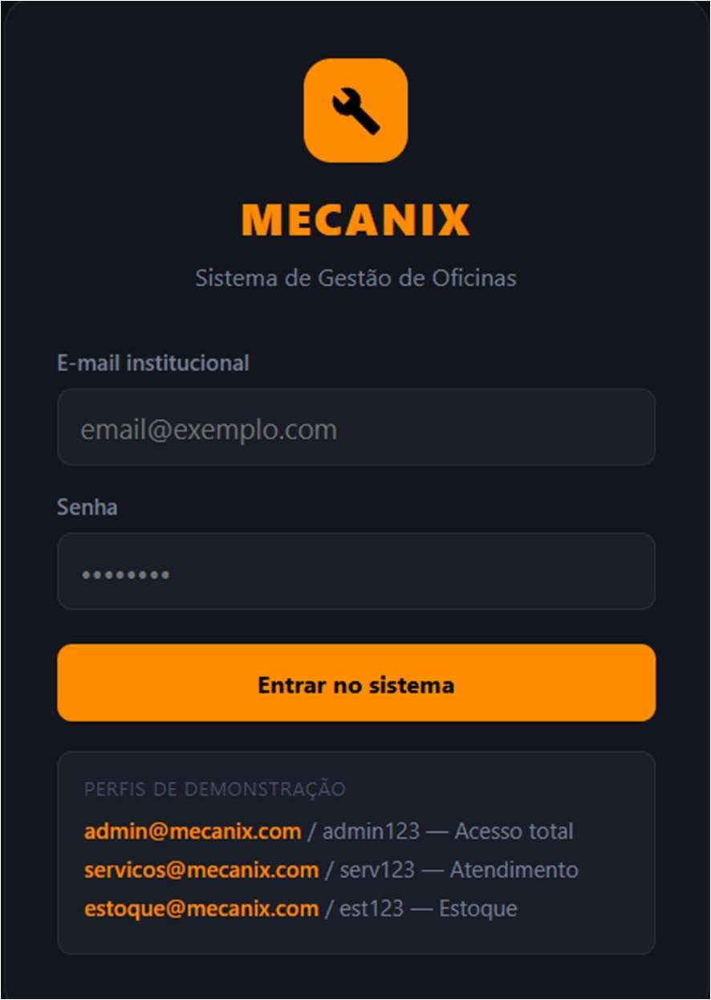 MECANIX
Sistema de Gestão de Oficinas
E-mail institucional
email@exemplo.com
Senha
••••••••
Entrar no sistema
PERFIS DE DEMONSTRAÇÃO
admin@mecanix.com / admin123 — Acesso total
servicos@mecanix.com / serv123 — Atendimento
estoque@mecanix.com / est123 — Estoque